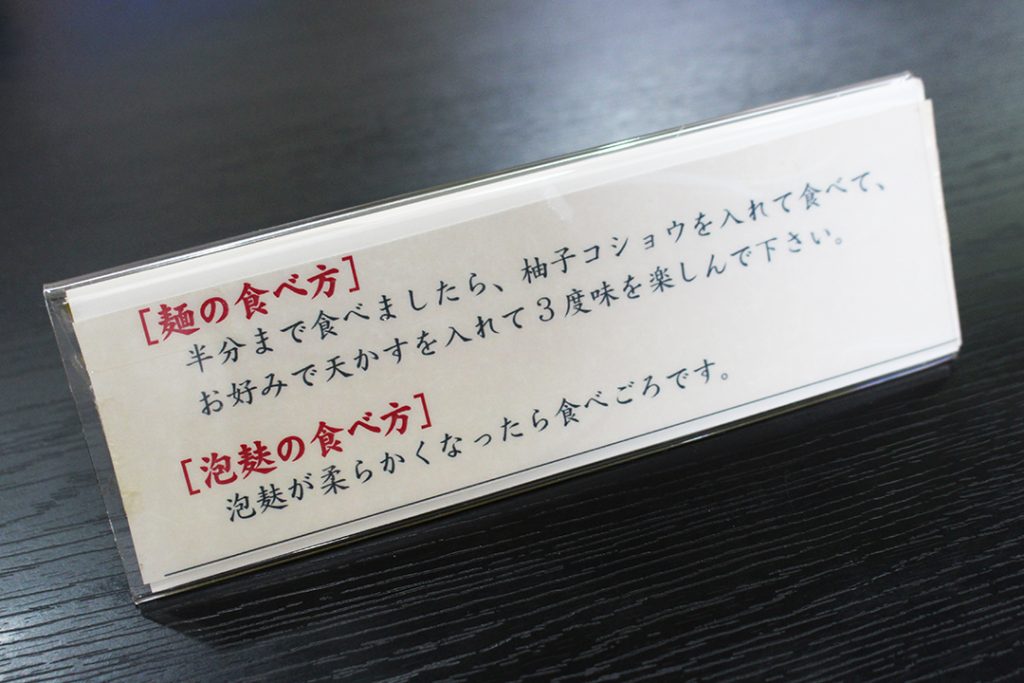 [麺の食べ方]
半分まで食べましたら、柚子コショウを入れて食べて、
お好みで天かすを入れて3度味を楽しんで下さい。
[泡麩の食べ方]
泡麩が柔らかくなったら食べごろです。